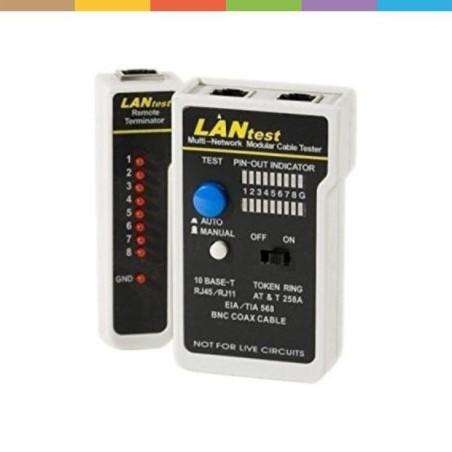 LANtest
Remote
Terminator
1
2
3
4
5
6
7
8
GND
LANtest
Multi-Network Modular Cable Tester
TEST PIN-OUT INDICATOR
12345678G
AUTO
MANUAL
OFF ON
10 BASE-T TOKEN RING
RJ45/RJ11 AT & T 258A
EIA/TIA 568
BNC COAX CABLE
NOT FOR LIVE CIRCUITS